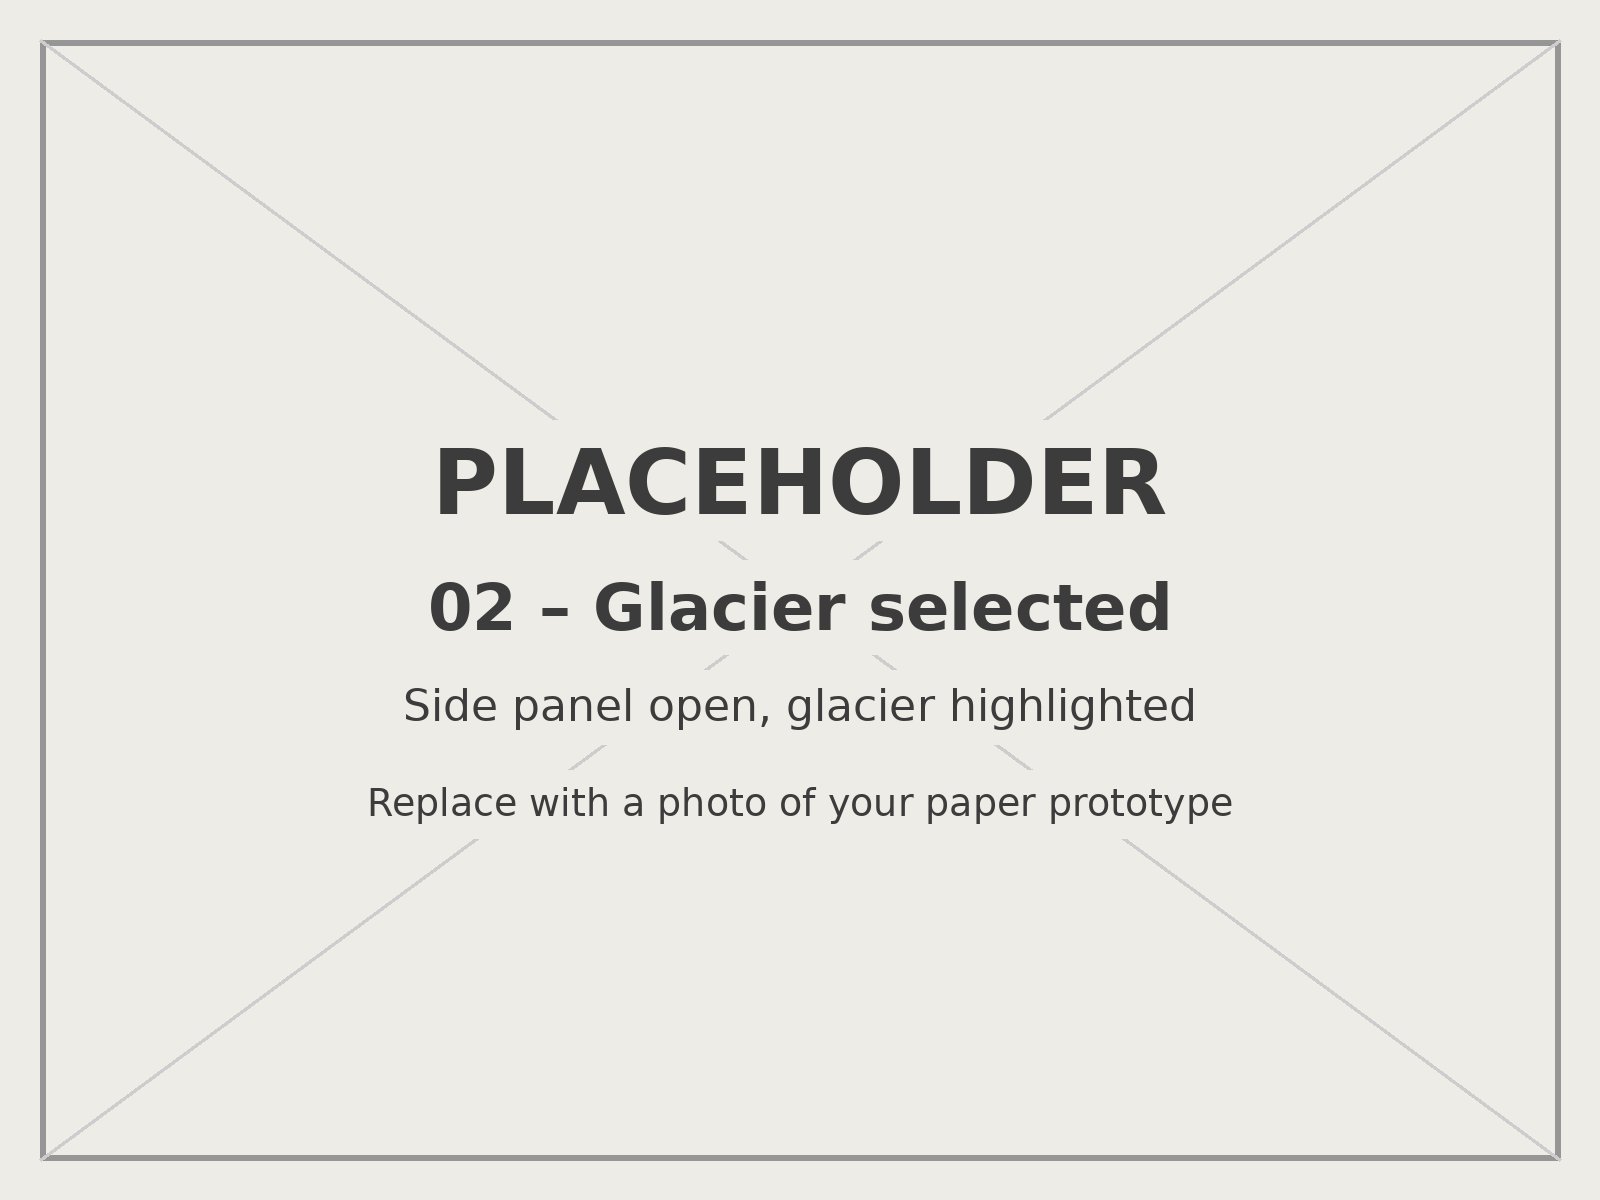 PLACEHOLDER
02 – Glacier selected
Side panel open, glacier highlighted
Replace with a photo of your paper prototype